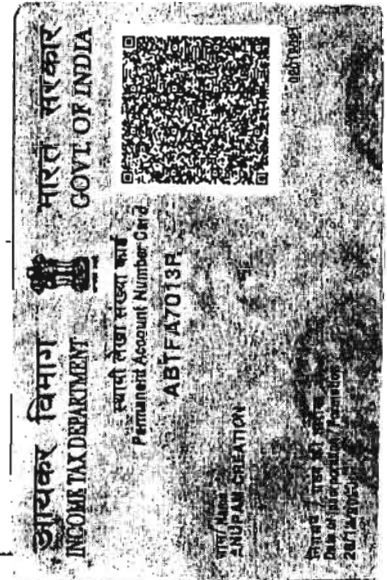 आयकर विभाग
INCOME TAX DEPARTMENT
भारत सरकार
GOVT. OF INDIA
स्थायी लेखा संख्या कार्ड
Permanent Account Number Card
ABTFA7013R
नाम / Name
ANUPAM CREATION
Date of Incorporation / Formation